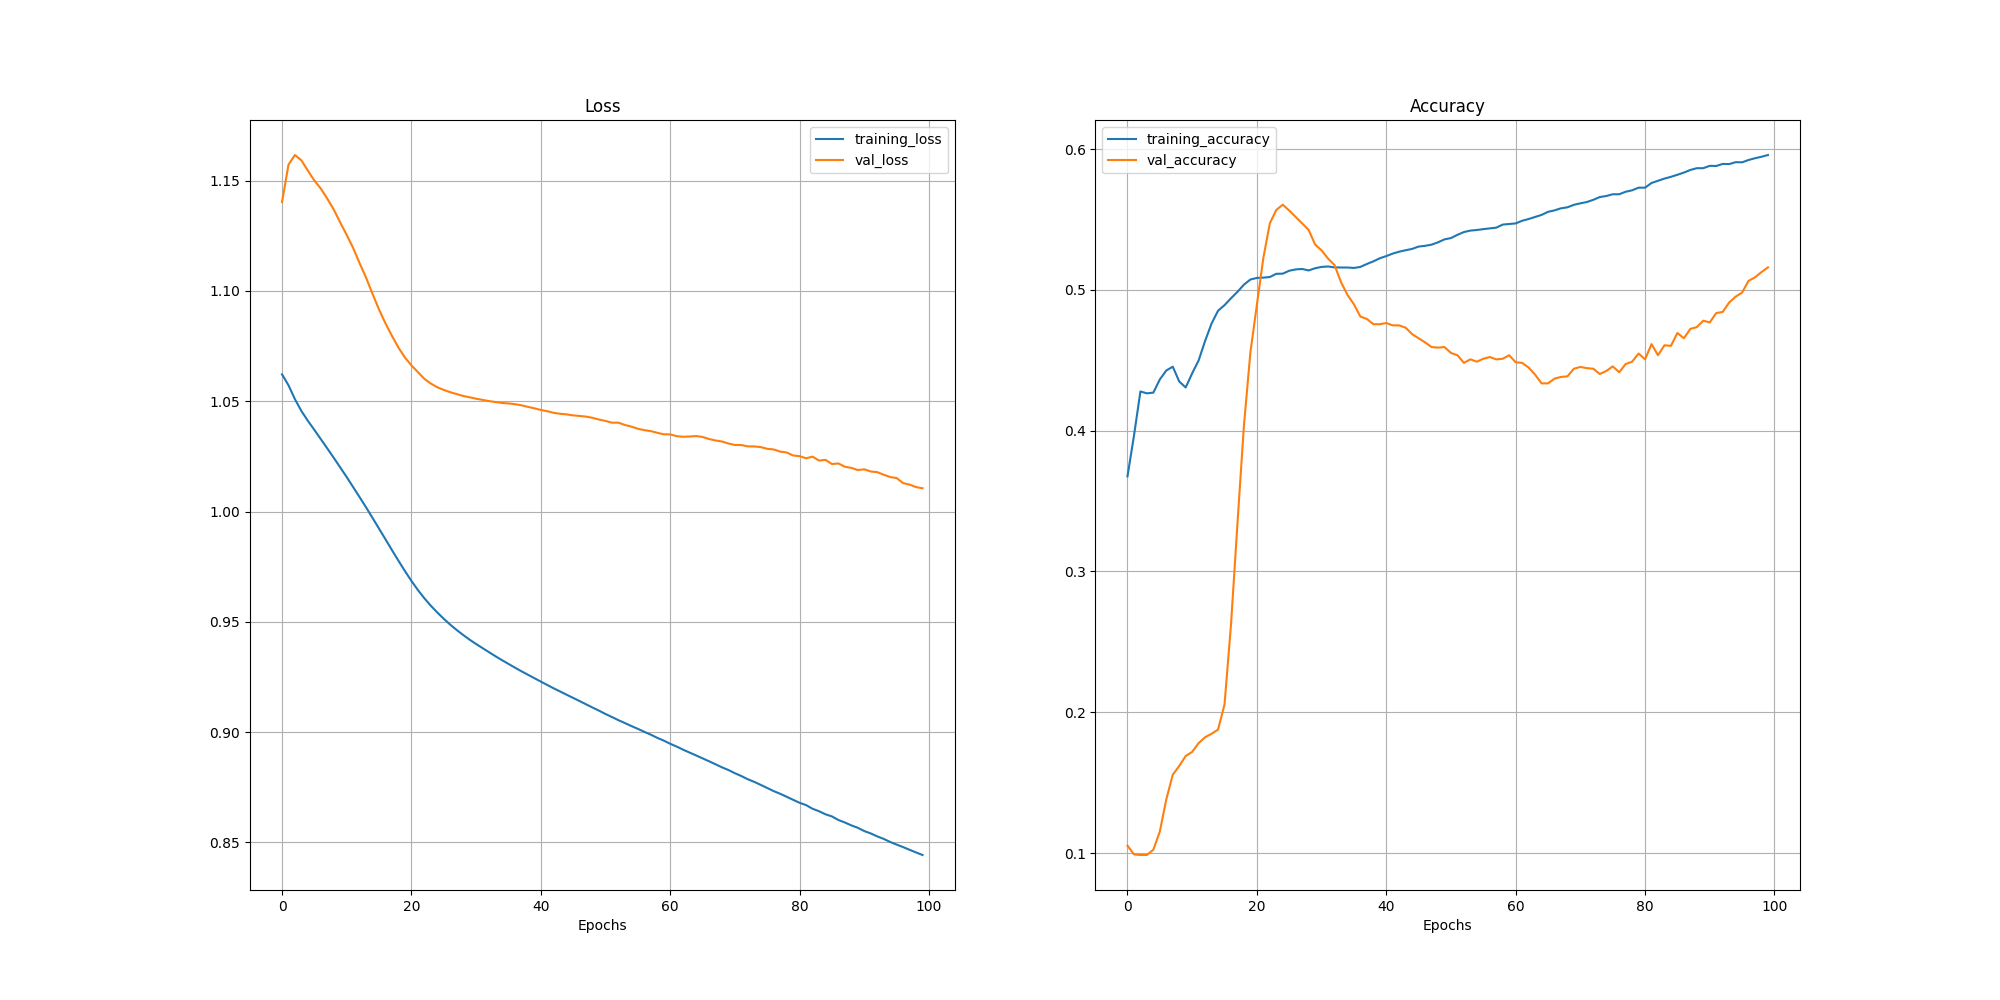 Loss
training_loss
val_loss
1.15
1.10
1.05
1.00
0.95
0.90
0.85
0 20 40 60 80 100
Epochs
Accuracy
training_accuracy
val_accuracy
0.6
0.5
0.4
0.3
0.2
0.1
0 20 40 60 80 100
Epochs